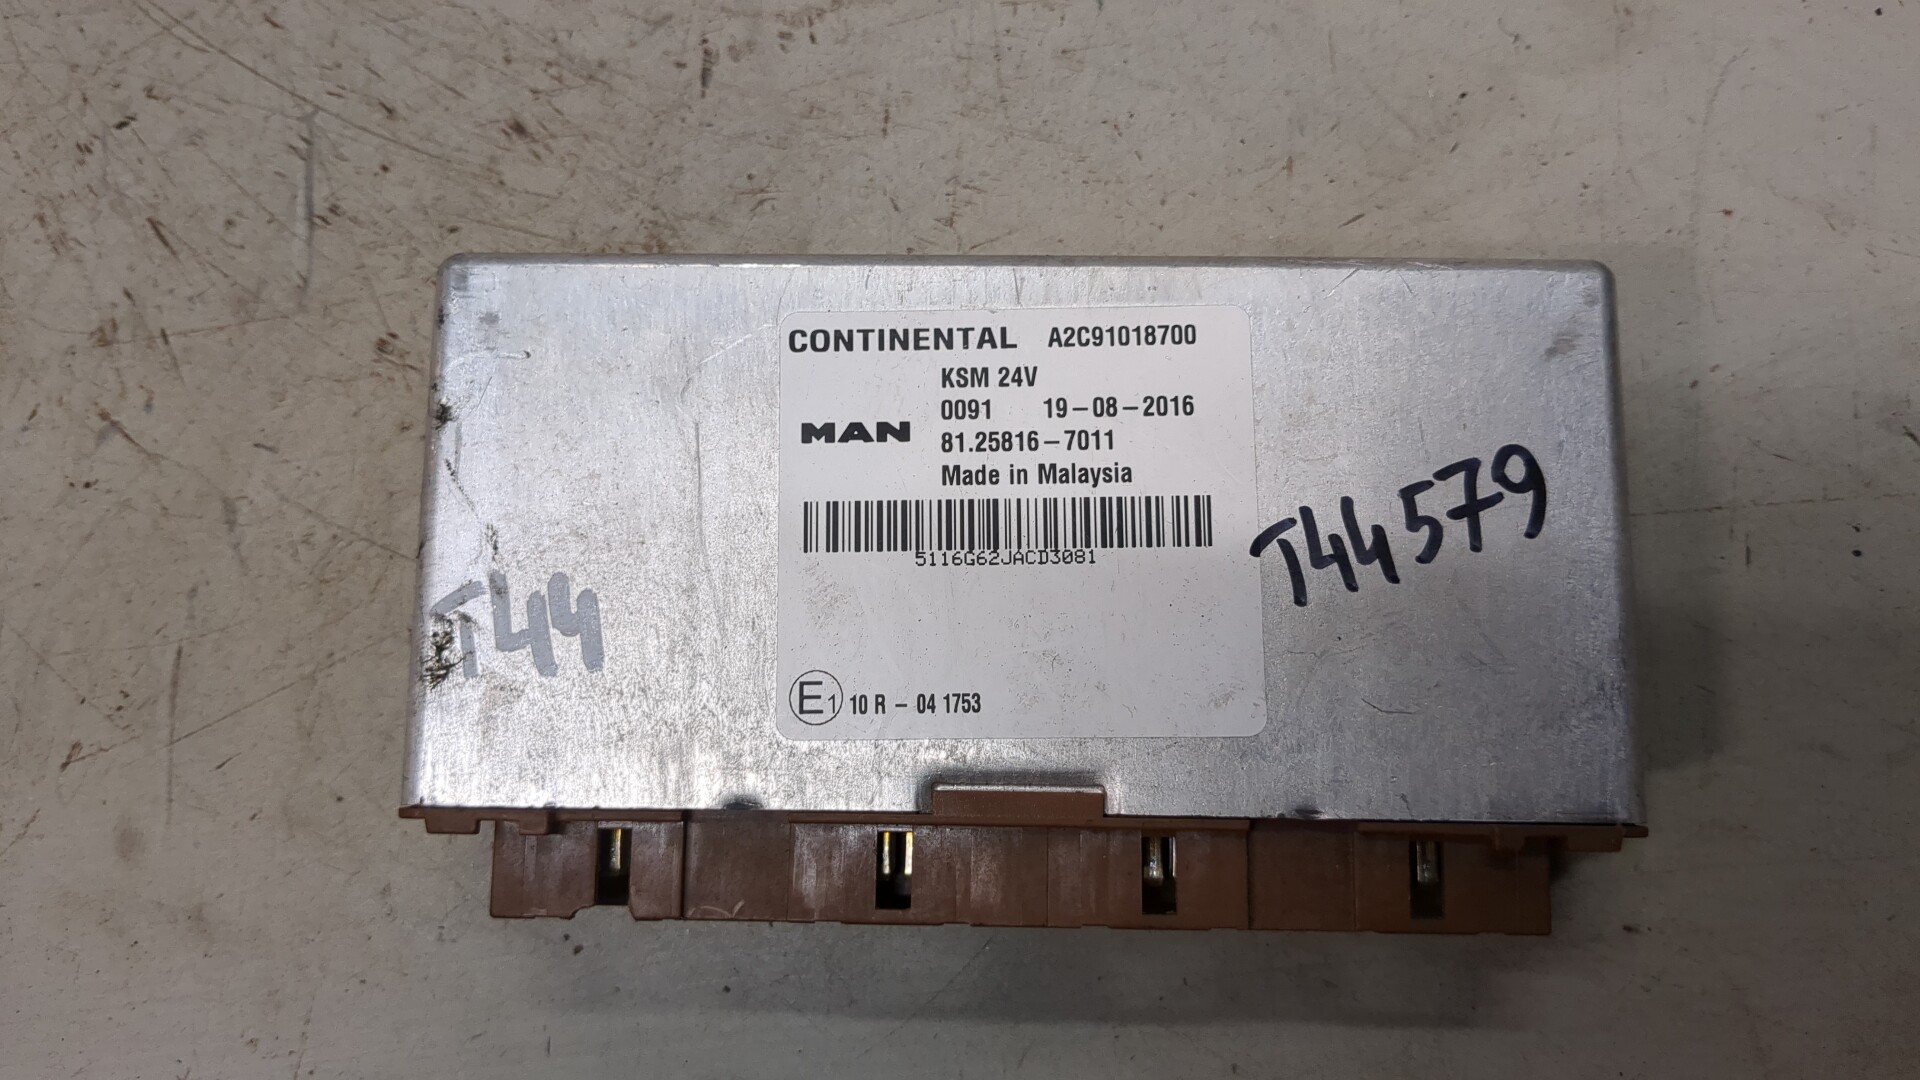 CONTINENTAL A2C91018700
KSM 24V
0091 19-08-2016
MAN 81.25816-7011
Made in Malaysia
5116G62JACD3081
T44579
T44
E1 10 R - 04 1753